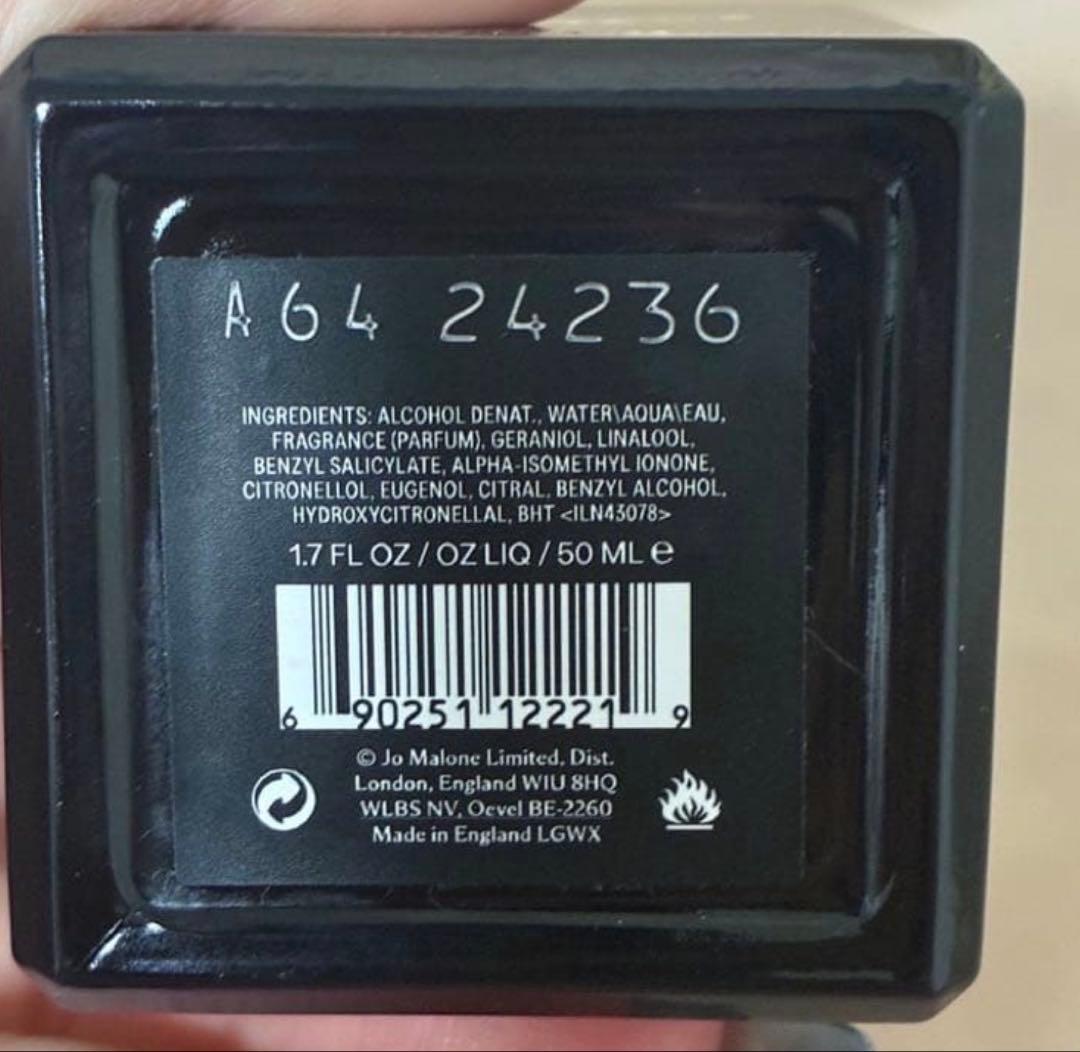 A64 24236
INGREDIENTS: ALCOHOL DENAT., WATER\AQUA\EAU,
FRAGRANCE (PARFUM), GERANIOL, LINALOOL,
BENZYL SALICYLATE, ALPHA-ISOMETHYL IONONE,
CITRONELLOL, EUGENOL, CITRAL, BENZYL ALCOHOL,
HYDROXYCITRONELLAL, BHT <ILN43078>
1.7 FL OZ / OZ LIQ / 50 ML ℮
6 90251 12221 9
© Jo Malone Limited, Dist.
London, England W1U 8HQ
WLBS NV, Oevel BE-2260
Made in England LGWX